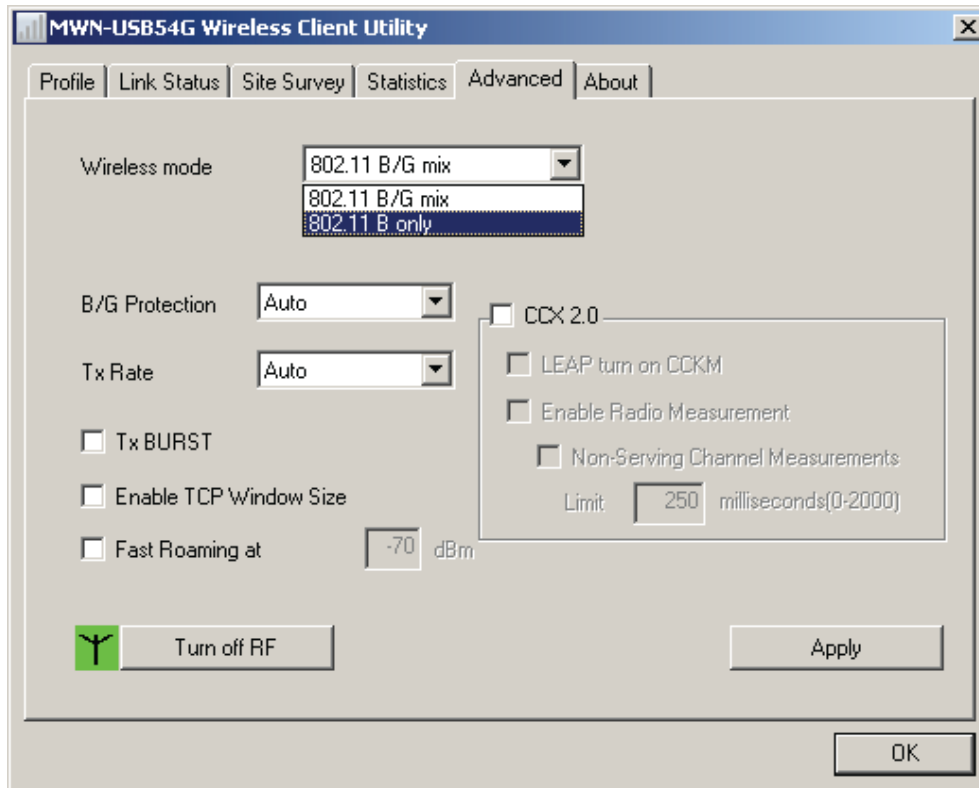 MWN-USB54G Wireless Client Utility
Profile Link Status Site Survey Statistics Advanced About
Wireless mode 802.11 B/G mix
802.11 B/G mix
802.11 B only
B/G Protection Auto
CCX 2.0
LEAP turn on CCKM
Tx Rate Auto
Enable Radio Measurement
Tx BURST
Non-Serving Channel Measurements
Enable TCP Window Size
Limit 250 milliseconds(0-2000)
Fast Roaming at -70 dBm
Turn off RF Apply
OK